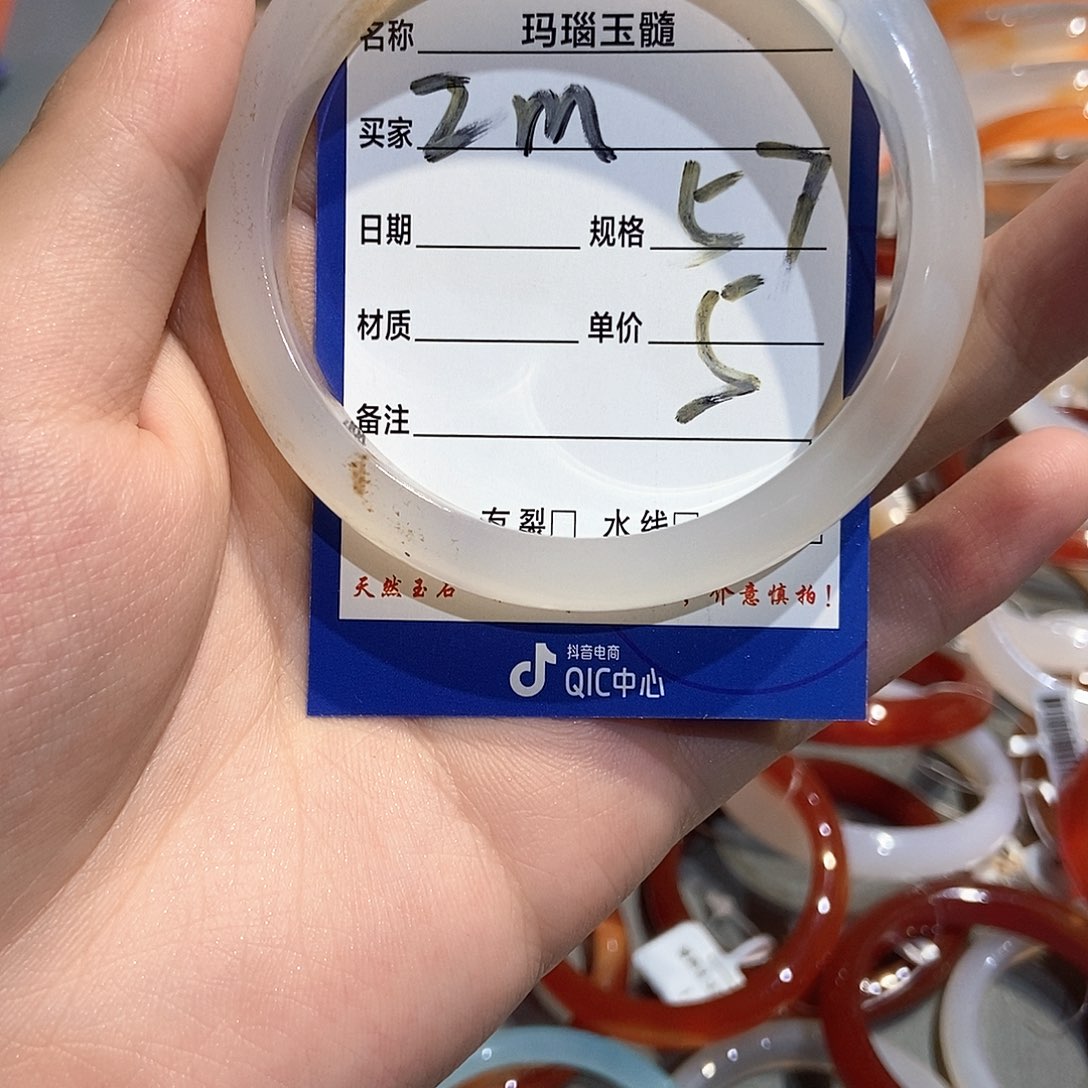 名称 玛瑙玉髓
买家 2m
日期 规格 t7
材质 单价 5
备注
有裂□ 水线□
天然玉石 ，介意慎拍！
抖音电商
QIC中心